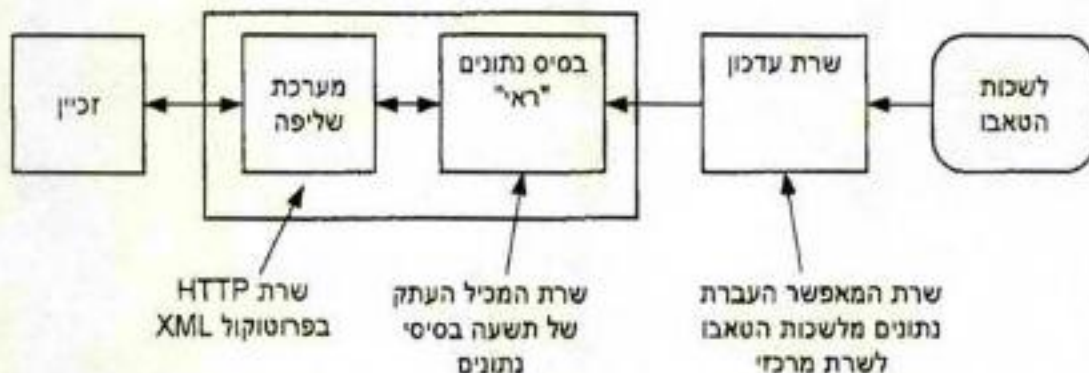 לשכות
הטאבו
שרת עדכון
בסיס נתונים
"ראי"
מערכת
שליפה
זכיין
שרת המאפשר העברת
נתונים מלשכות הטאבו
לשרת מרכזי
שרת המכיל העתק
של תשעה בסיסי
נתונים
שרת HTTP
בפרוטוקול XML